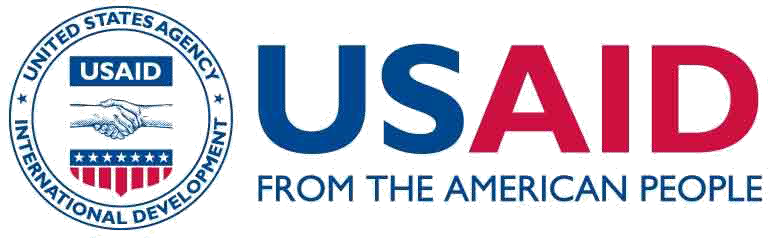 UNITED STATES AGENCY
USAID
INTERNATIONAL DEVELOPMENT
USAID
FROM THE AMERICAN PEOPLE